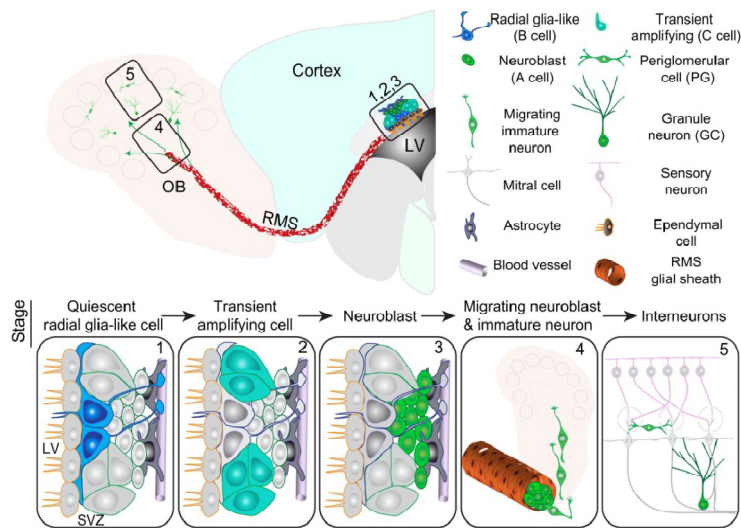 5
4
OB
Cortex
1,2,3
LV
RMS
Radial glia-like
(B cell)
Transient
amplifying (C cell)
Neuroblast
(A cell)
Periglomerular
cell (PG)
Migrating
immature
neuron
Granule
neuron (GC)
Mitral cell
Sensory
neuron
Astrocyte
Ependymal
cell
Blood vessel
RMS
glial sheath
Stage
Quiescent
radial glia-like cell
Transient
amplifying cell
Neuroblast
Migrating neuroblast
& immature neuron
Interneurons
1
LV
SVZ
2
3
4
5